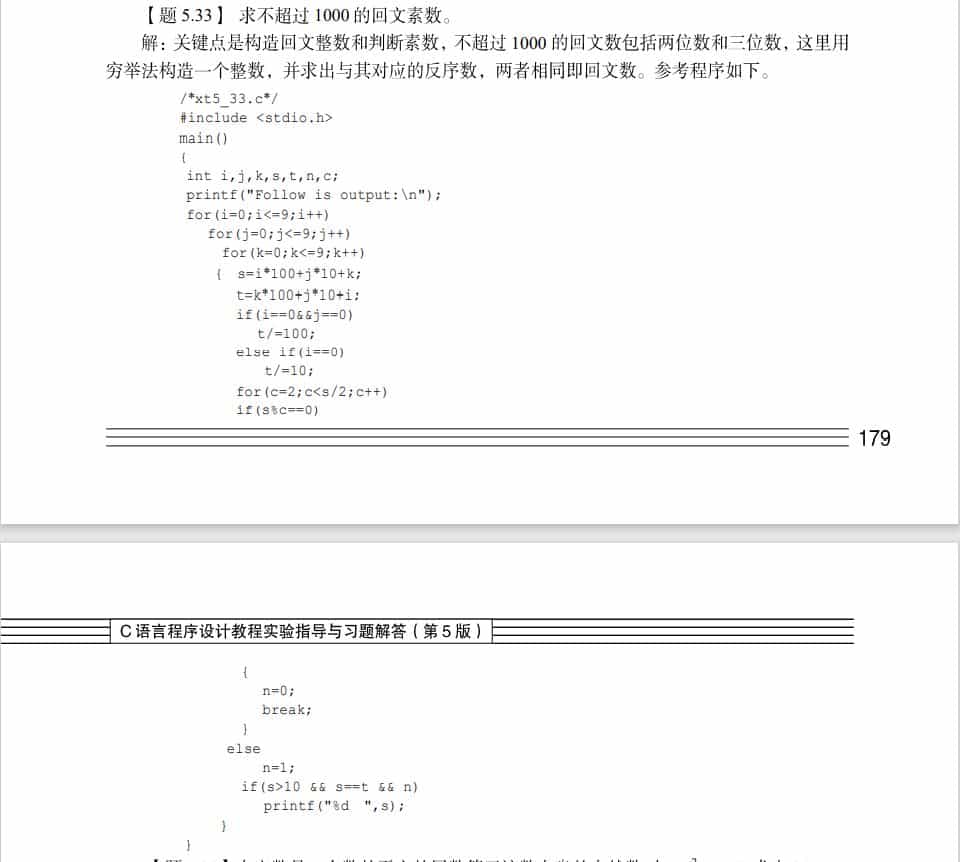 【题 5.33】 求不超过 1000 的回文素数。
解：关键点是构造回文整数和判断素数，不超过 1000 的回文数包括两位数和三位数，这里用
穷举法构造一个整数，并求出与其对应的反序数，两者相同即回文数。参考程序如下。
/*xt5_33.c*/
#include <stdio.h>
main()
{
int i,j,k,s,t,n,c;
printf("Follow is output:\n");
for(i=0;i<=9;i++)
for(j=0;j<=9;j++)
for(k=0;k<=9;k++)
{ s=i*100+j*10+k;
t=k*100+j*10+i;
if(i==0&&j==0)
t/=100;
else if(i==0)
t/=10;
for(c=2;c<s/2;c++)
if(s%c==0)
179
C 语言程序设计教程实验指导与习题解答（第 5 版）
{
n=0;
break;
}
else
n=1;
if(s>10 && s==t && n)
printf("%d ",s);
}
}